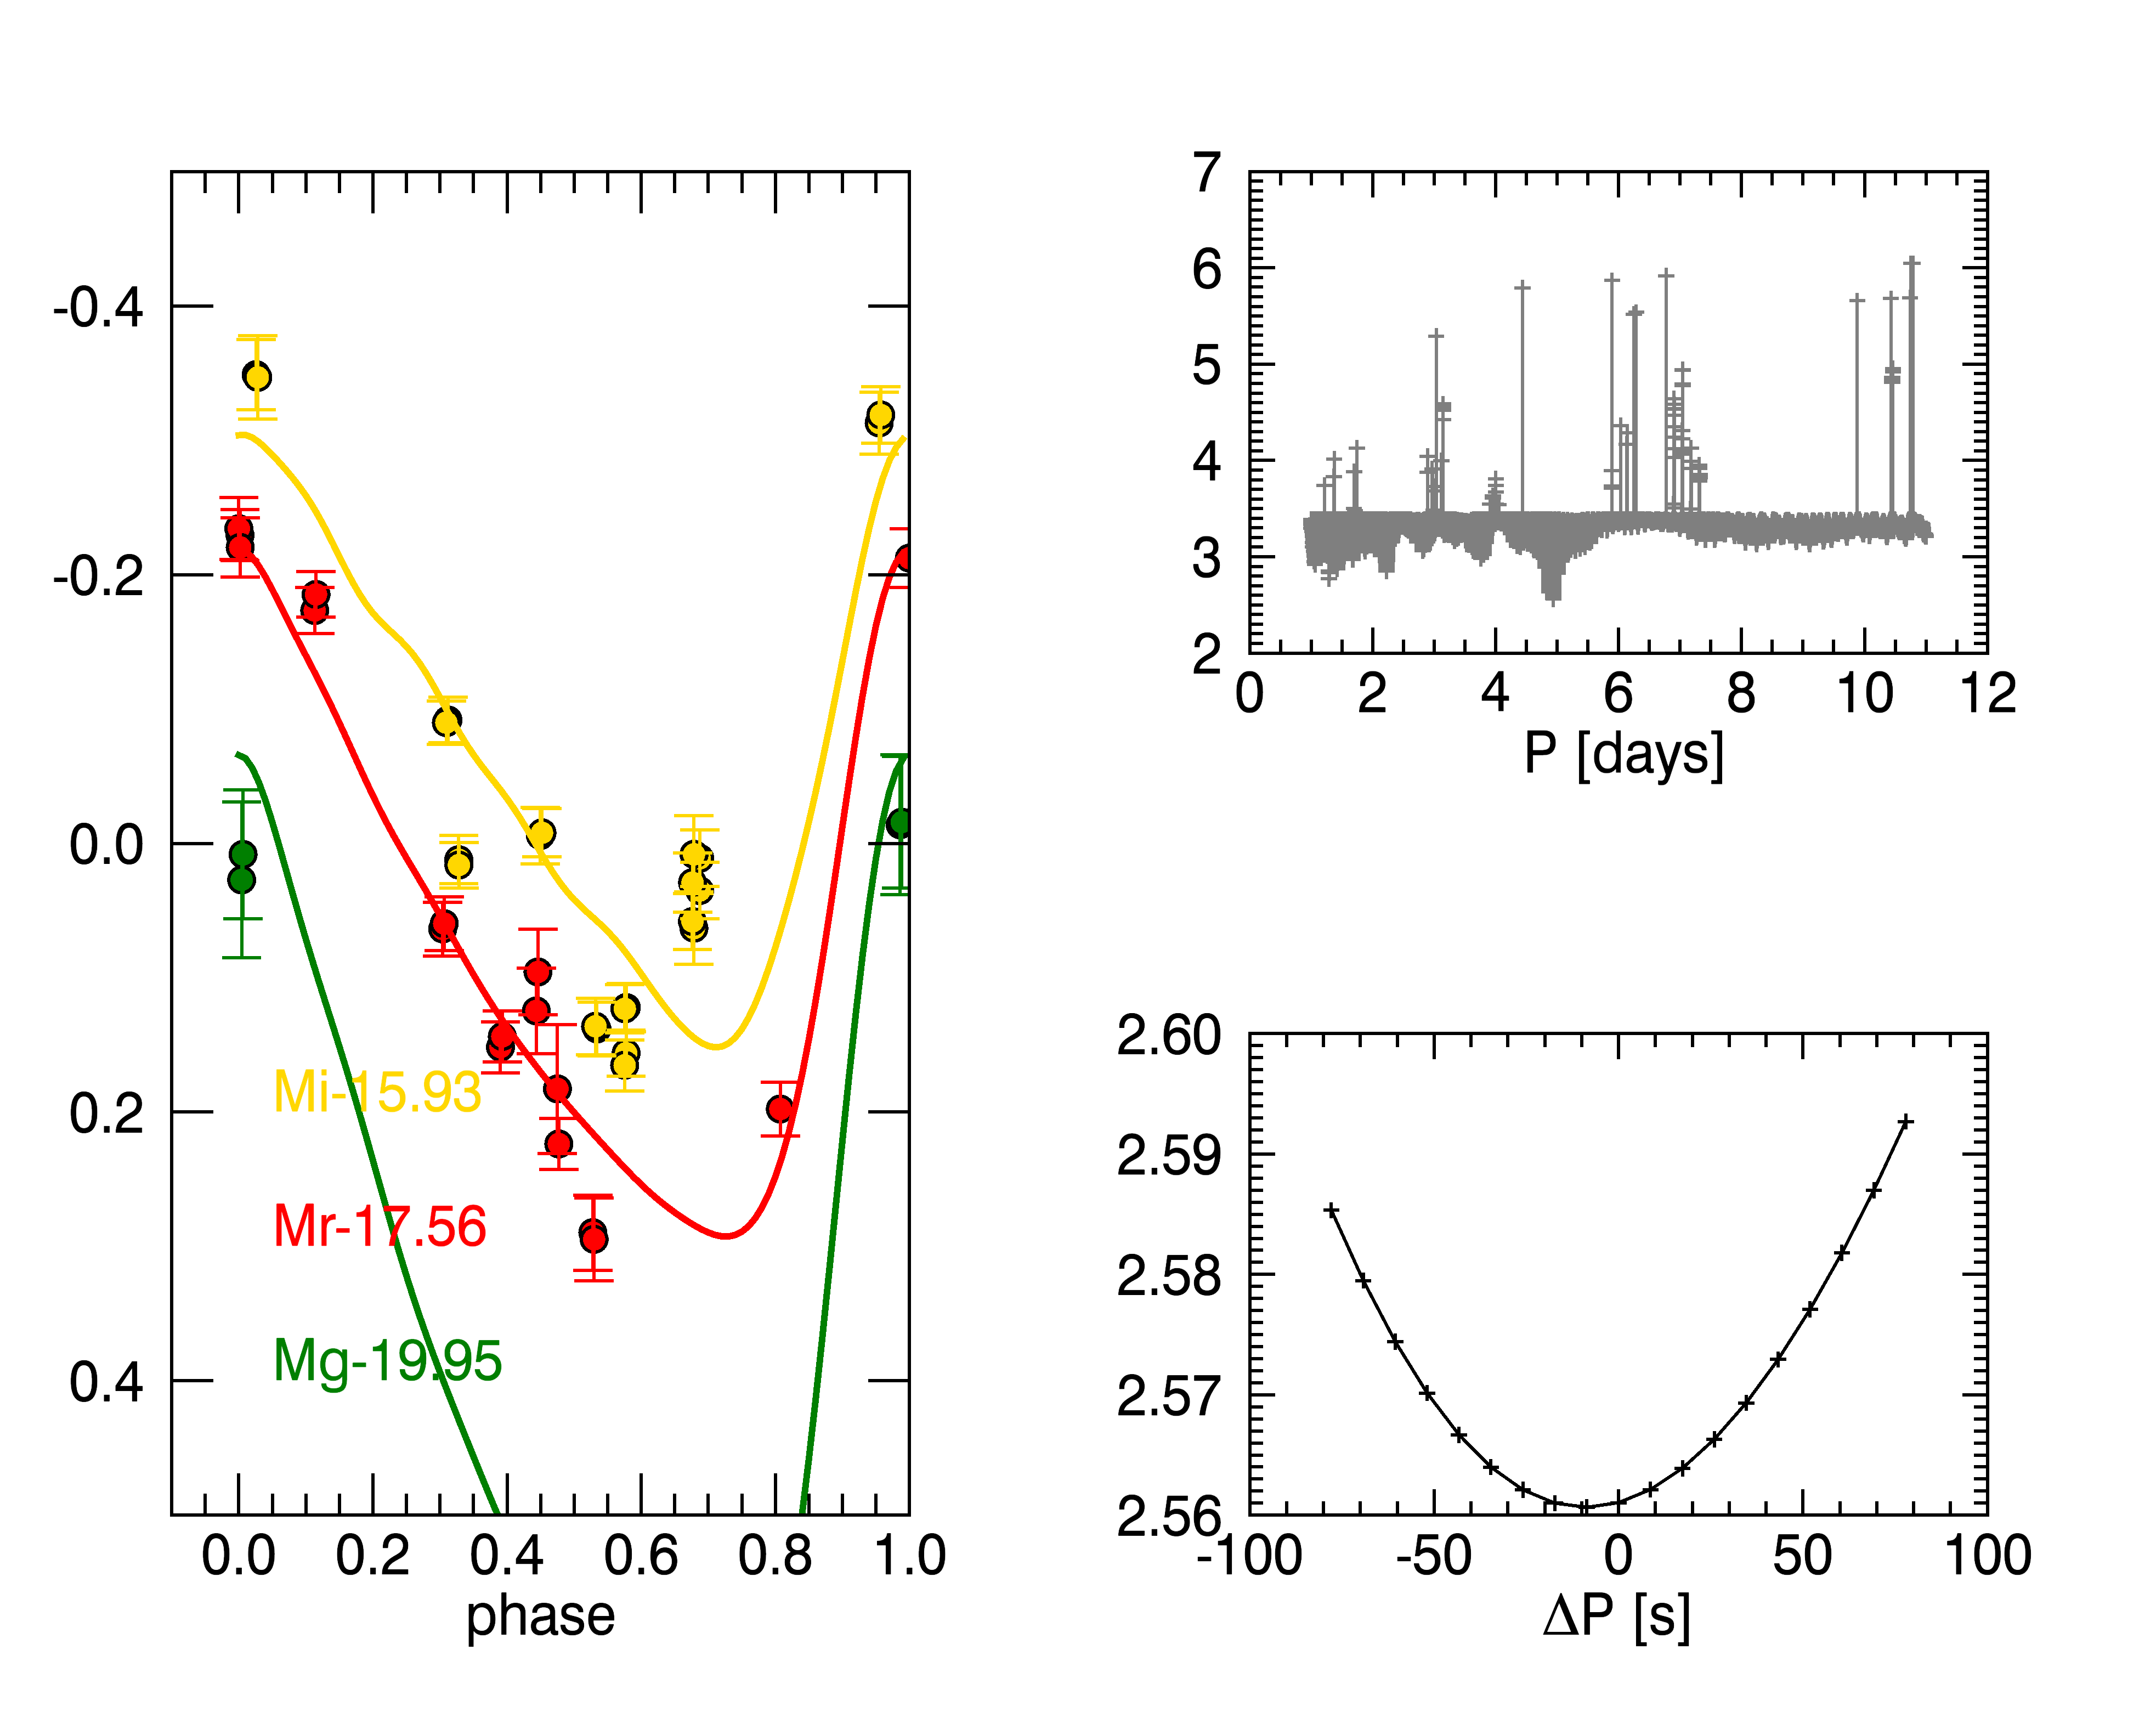 -0.4
-0.2
0.0
0.2
0.4
Mi-15.93
Mr-17.56
Mg-19.95
0.0 0.2 0.4 0.6 0.8 1.0
phase
7
6
5
4
3
2
0 2 4 6 8 10 12
P [days]
2.60
2.59
2.58
2.57
2.56
-100 -50 0 50 100
ΔP [s]